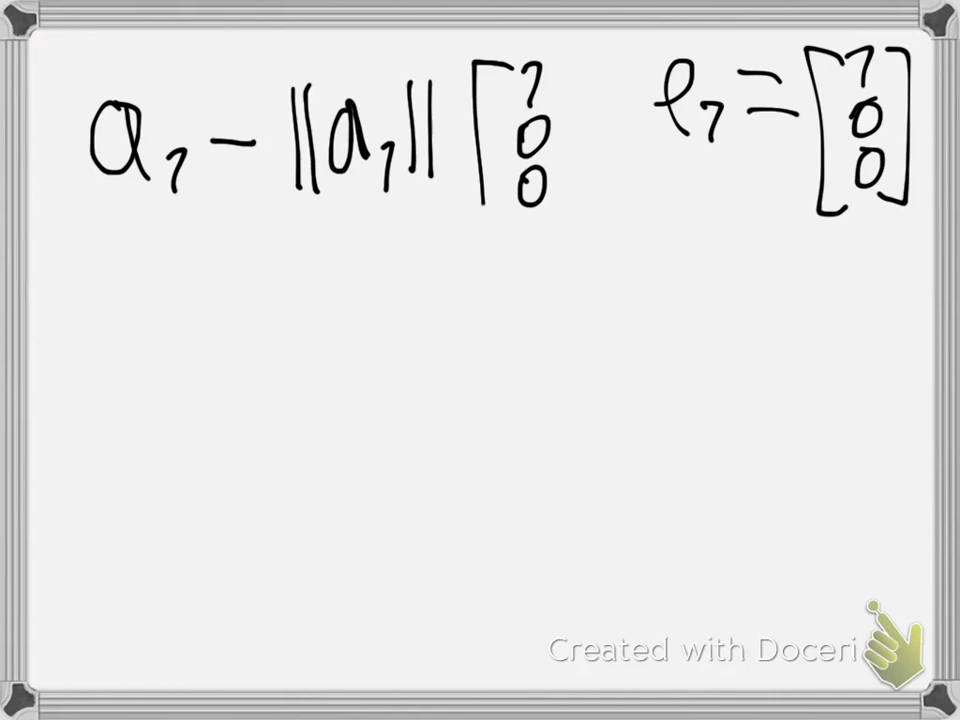 a₁ - ||a₁|| [1 0 0 e₁ = [1 0 0]
Created with Doceri